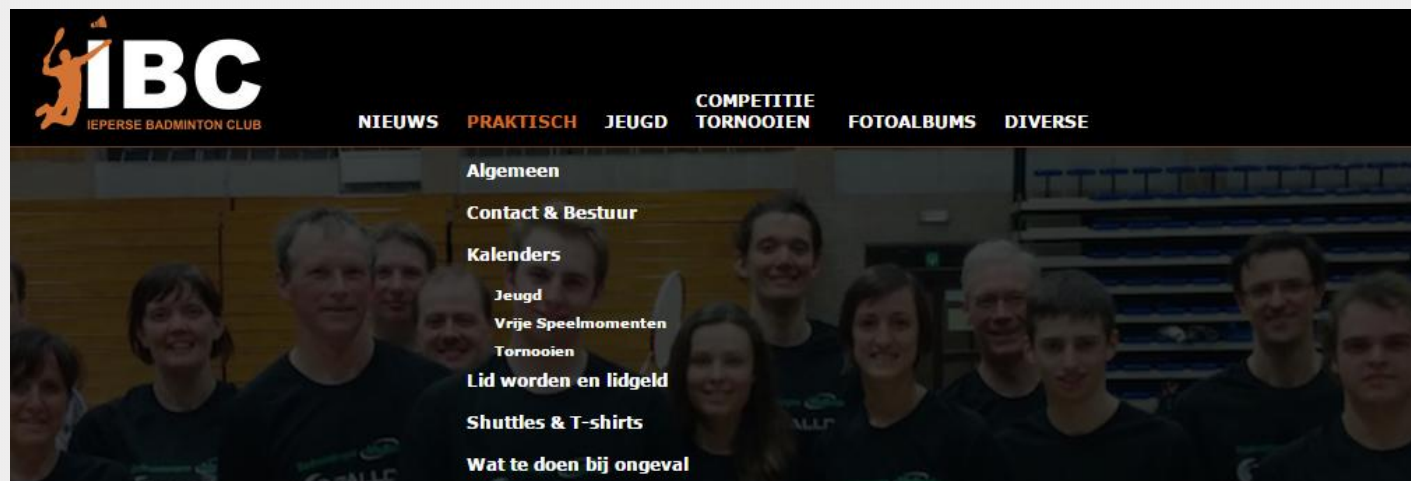 IBC
IEPERSE BADMINTON CLUB
NIEUWS PRAKTISCH JEUGD COMPETITIE TORNOOIEN FOTOALBUMS DIVERSE
Algemeen
Contact & Bestuur
Kalenders
Jeugd
Vrije Speelmomenten
Tornooien
Lid worden en lidgeld
Shuttles & T-shirts
Wat te doen bij ongeval